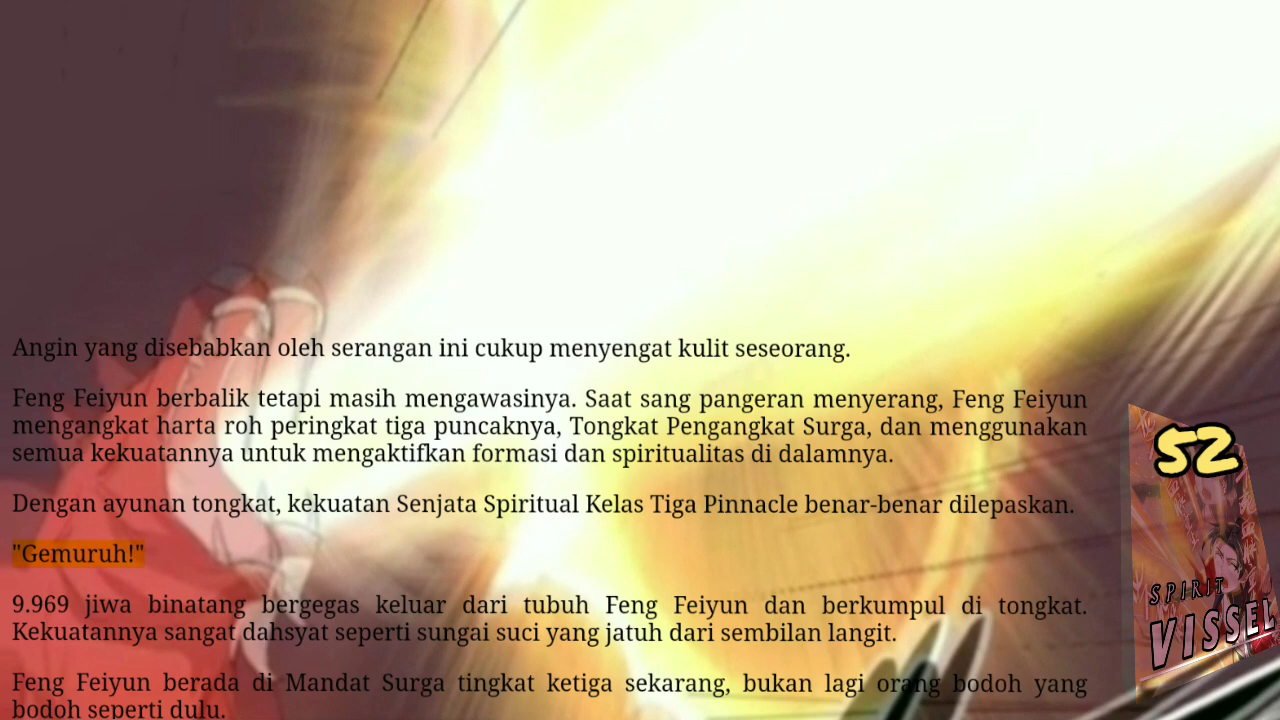 Angin yang disebabkan oleh serangan ini cukup menyengat kulit seseorang.
Feng Feiyun berbalik tetapi masih mengawasinya. Saat sang pangeran menyerang, Feng Feiyun
mengangkat harta roh peringkat tiga puncaknya, Tongkat Pengangkat Surga, dan menggunakan
semua kekuatannya untuk mengaktifkan formasi dan spiritualitas di dalamnya.
Dengan ayunan tongkat, kekuatan Senjata Spiritual Kelas Tiga Pinnacle benar-benar dilepaskan.
"Gemuruh!"
9.969 jiwa binatang bergegas keluar dari tubuh Feng Feiyun dan berkumpul di tongkat.
Kekuatannya sangat dahsyat seperti sungai suci yang jatuh dari sembilan langit.
Feng Feiyun berada di Mandat Surga tingkat ketiga sekarang, bukan lagi orang bodoh yang
bodoh seperti dulu.
52
SPIRIT
VISSEL